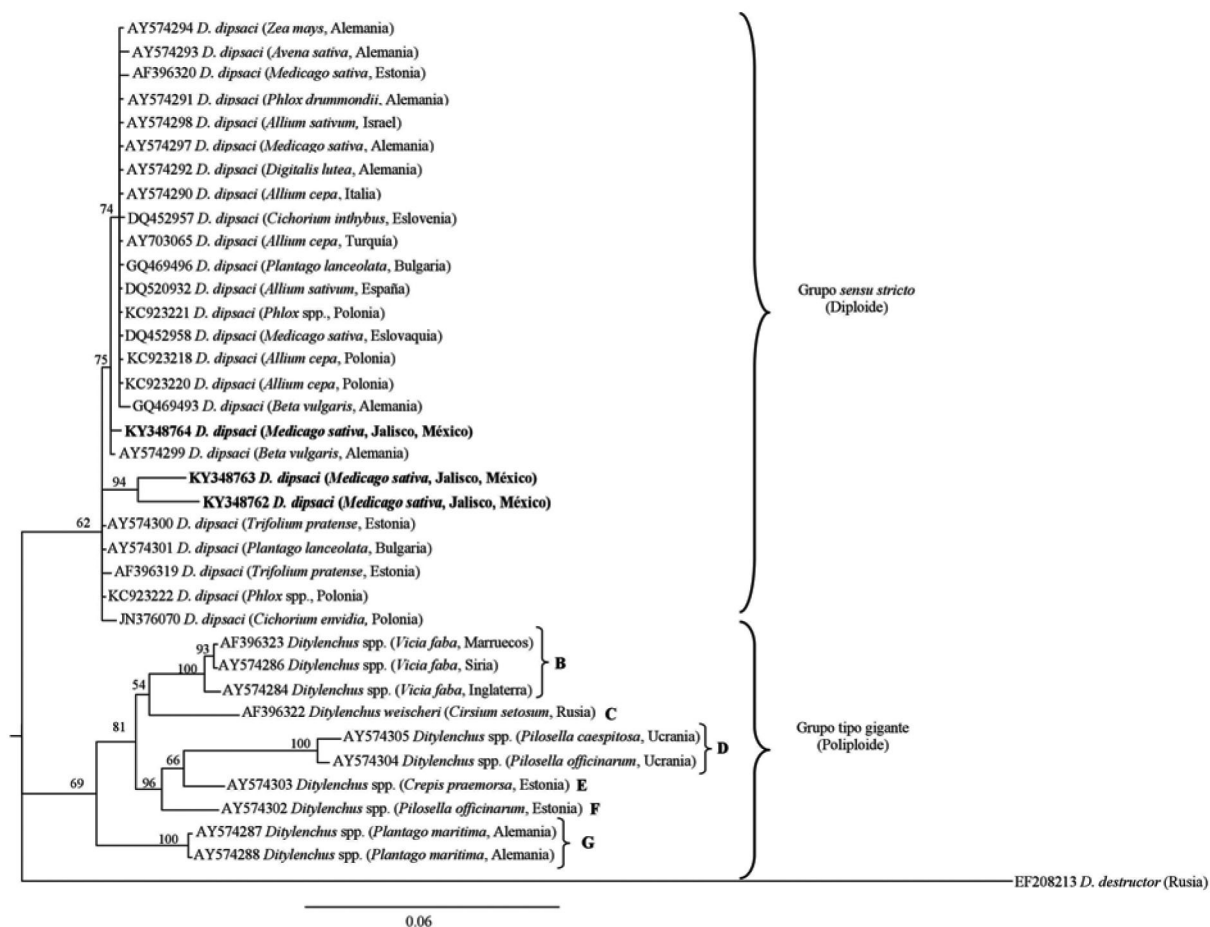 AY574294 D. dipsaci (Zea mays, Alemania)
AY574293 D. dipsaci (Avena sativa, Alemania)
AF396320 D. dipsaci (Medicago sativa, Estonia)
AY574291 D. dipsaci (Phlox drummondii, Alemania)
AY574298 D. dipsaci (Allium sativum, Israel)
AY574297 D. dipsaci (Medicago sativa, Alemania)
AY574292 D. dipsaci (Digitalis lutea, Alemania)
AY574290 D. dipsaci (Allium cepa, Italia)
74
DQ452957 D. dipsaci (Cichorium inthybus, Eslovenia)
AY703065 D. dipsaci (Allium cepa, Turquía)
GQ469496 D. dipsaci (Plantago lanceolata, Bulgaria)
DQ520932 D. dipsaci (Allium sativum, España)
Grupo sensu stricto
(Diploide)
KC923221 D. dipsaci (Phlox spp., Polonia)
DQ452958 D. dipsaci (Medicago sativa, Eslovaquia)
75
KC923218 D. dipsaci (Allium cepa, Polonia)
KC923220 D. dipsaci (Allium cepa, Polonia)
GQ469493 D. dipsaci (Beta vulgaris, Alemania)
KY348764 D. dipsaci (Medicago sativa, Jalisco, México)
AY574299 D. dipsaci (Beta vulgaris, Alemania)
94
KY348763 D. dipsaci (Medicago sativa, Jalisco, México)
KY348762 D. dipsaci (Medicago sativa, Jalisco, México)
62
AY574300 D. dipsaci (Trifolium pratense, Estonia)
AY574301 D. dipsaci (Plantago lanceolata, Bulgaria)
AF396319 D. dipsaci (Trifolium pratense, Estonia)
KC923222 D. dipsaci (Phlox spp., Polonia)
JN376070 D. dipsaci (Cichorium envidia, Polonia)
93
AF396323 Ditylenchus spp. (Vicia faba, Marruecos)
100
AY574286 Ditylenchus spp. (Vicia faba, Siria)
B
54
AY574284 Ditylenchus spp. (Vicia faba, Inglaterra)
AF396322 Ditylenchus weischeri (Cirsium setosum, Rusia) C
81
Grupo tipo gigante
(Poliploide)
AY574305 Ditylenchus spp. (Pilosella caespitosa, Ucrania)
100
D
66
AY574304 Ditylenchus spp. (Pilosella officinarum, Ucrania)
69
96
AY574303 Ditylenchus spp. (Crepis praemorsa, Estonia) E
AY574302 Ditylenchus spp. (Pilosella officinarum, Estonia) F
100
AY574287 Ditylenchus spp. (Plantago maritima, Alemania)
G
AY574288 Ditylenchus spp. (Plantago maritima, Alemania)
EF208213 D. destructor (Rusia)
0.06